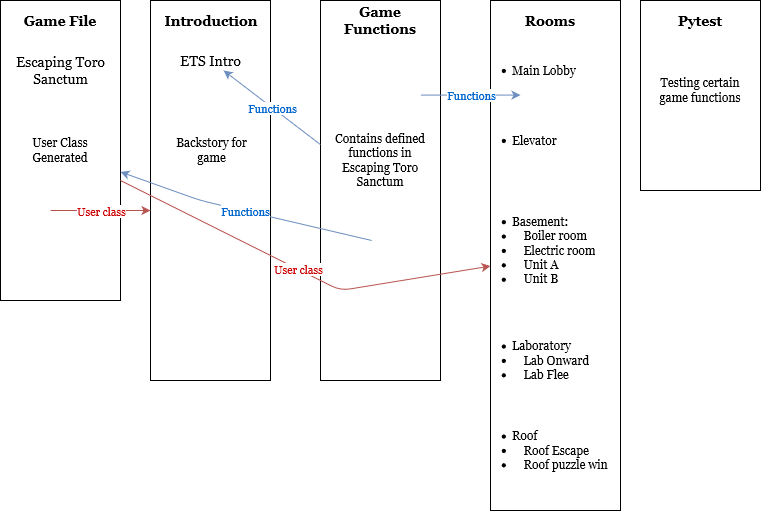 Game File
Escaping Toro
Sanctum
User Class
Generated
User class
Introduction
ETS Intro
Functions
Backstory for
game
Functions
User class
Game
Functions
Contains defined
functions in
Escaping Toro
Sanctum
Functions
Rooms
• Main Lobby
• Elevator
• Basement:
• Boiler room
• Electric room
• Unit A
• Unit B
• Laboratory
• Lab Onward
• Lab Flee
• Roof
• Roof Escape
• Roof puzzle win
Pytest
Testing certain
game functions